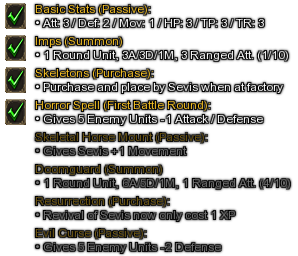 Basic Stats (Passive):
• Att: 3 / Def: 2 / Mov: 1 / HP: 3 / TP: 3 / TR: 3
Imps (Summon)
• 1 Round Unit, 3A/3D/1M, 3 Ranged Att. (1/10)
Skeletons (Purchase):
• Purchase and place by Sevis when at factory
Horror Spell (First Battle Round):
• Gives 5 Enemy Units -1 Attack / Defense
Skeletal Horse Mount (Passive):
• Gives Sevis +1 Movement
Doomguard (Summon)
• 1 Round Unit, 8A/6D/1M, 1 Ranged Att. (4/10)
Resurrection (Purchase):
• Revival of Sevis now only cost 1 XP
Evil Curse (Passive):
• Gives 5 Enemy Units -2 Defense